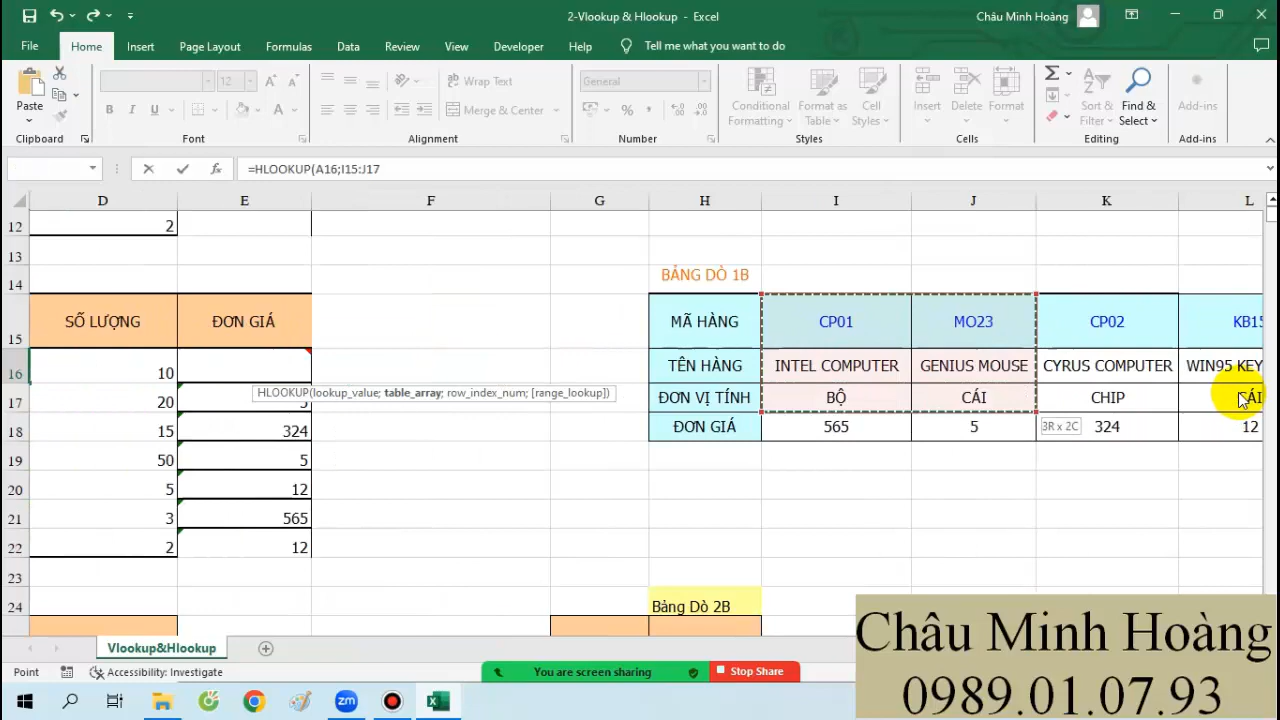 2-Vlookup & Hlookup - Excel
Châu Minh Hoàng
File Home Insert Page Layout Formulas Data Review View Developer Help Tell me what you want to do
Paste
12
B I U A
Wrap Text
Merge & Center
General
Conditional Formatting
Format as Table
Cell Styles
Insert
Delete
Format
Sort & Filter
Find & Select
Add-ins
Clipboard Font Alignment Number Styles Cells Editing Add-ins
=HLOOKUP(A16;I15:J17
D E F G H I J K L
12 2
13
14 BẢNG DÒ 1B
15 SỐ LƯỢNG ĐƠN GIÁ MÃ HÀNG CP01 MO23 CP02 KB15
16 10 TÊN HÀNG INTEL COMPUTER GENIUS MOUSE CYRUS COMPUTER WIN95 KEY
HLOOKUP(lookup_value; table_array; row_index_num; [range_lookup])
17 20 5 ĐƠN VỊ TÍNH BỘ CÁI CHIP CÁI
18 15 324 ĐƠN GIÁ 565 5 3R x 2C 324 12
19 50 5
20 5 12
21 3 565
22 2 12
23
24 Bảng Dò 2B
Châu Minh Hoàng
0989.01.07.93
Vlookup&Hlookup
Point Accessibility: Investigate
You are screen sharing Stop Share